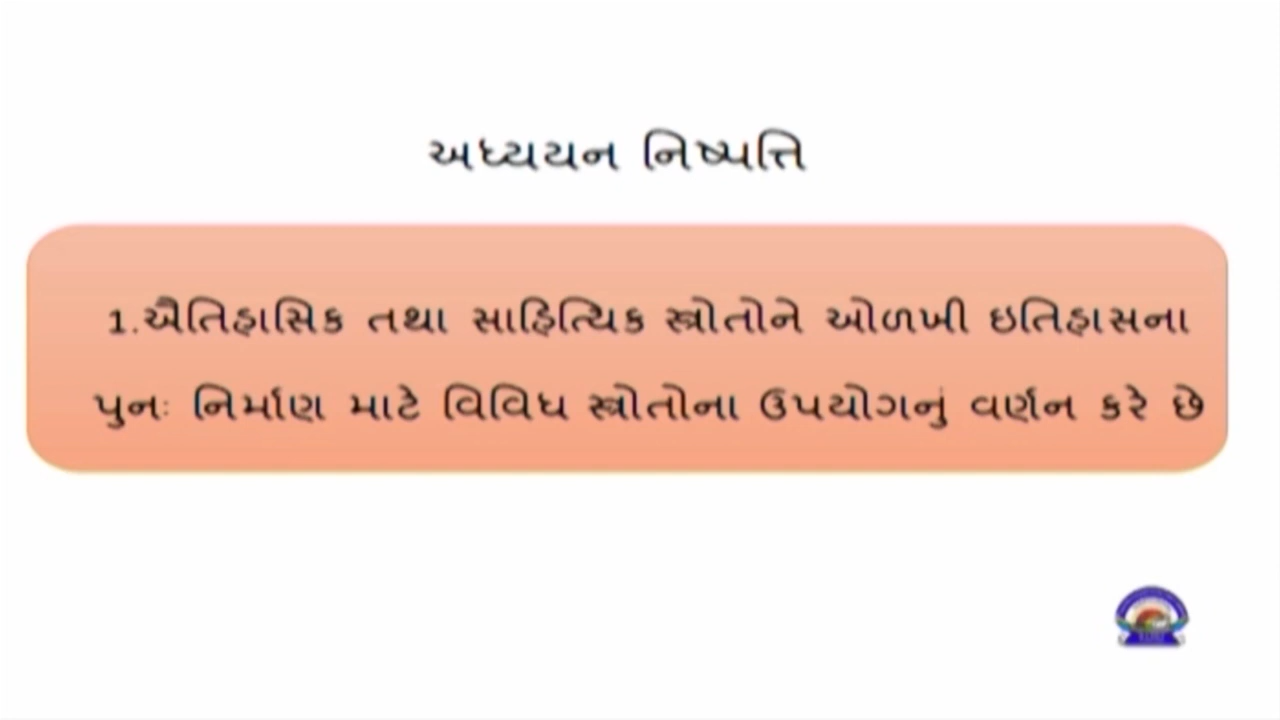 અધ્યયન નિષ્પત્તિ
1.ઐતિહાસિક તથા સાહિત્યિક સ્ત્રોતોને ઓળખી ઇતિહાસના
પુનઃ નિર્માણ માટે વિવિધ સ્ત્રોતોના ઉપયોગનું વર્ણન કરે છે